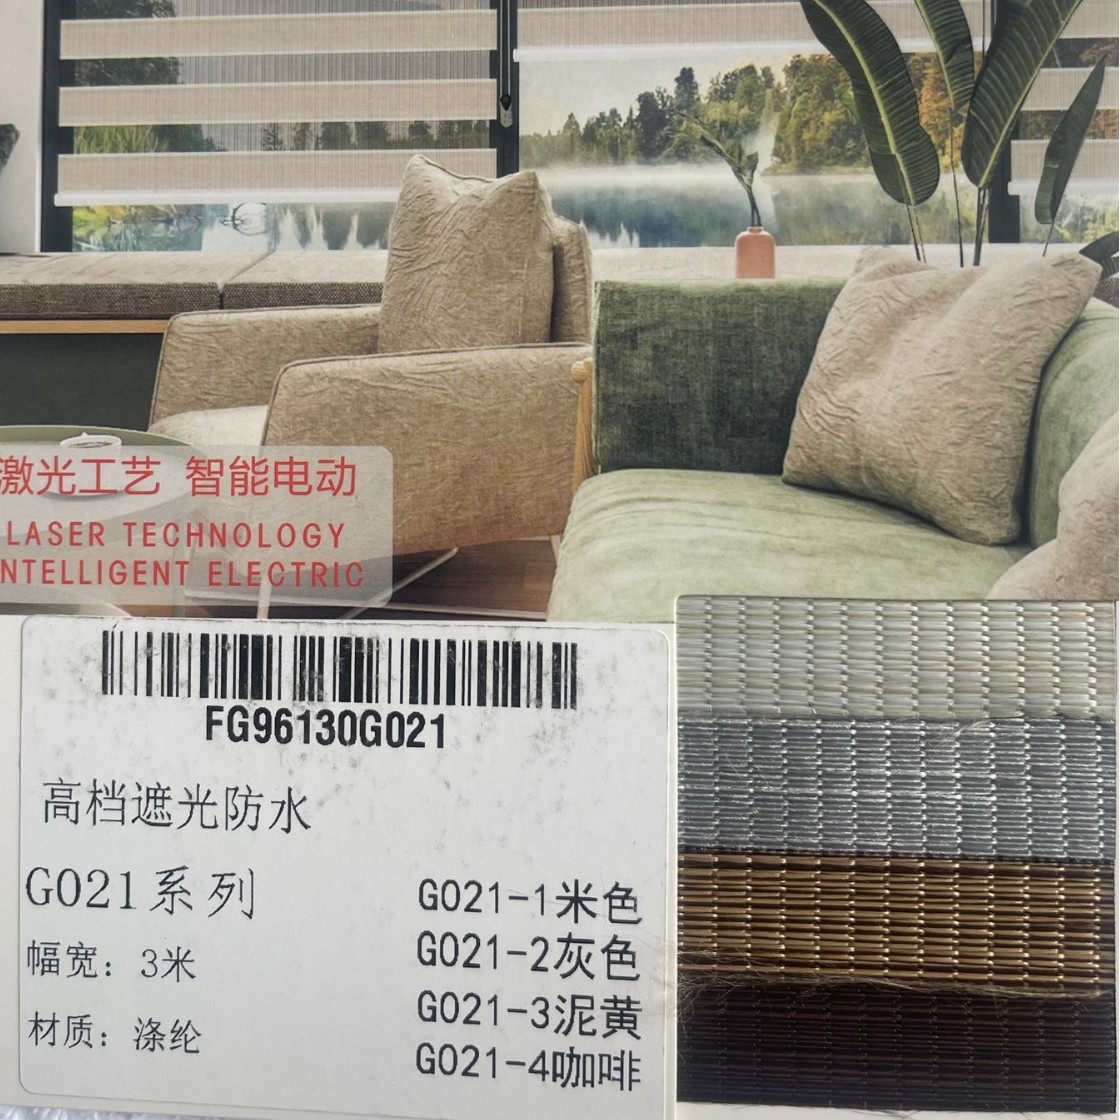 激光工艺 智能电动
LASER TECHNOLOGY
NTELLIGENT ELECTRIC
FG96130G021
高档遮光防水
G021系列
幅宽：3米
材质：涤纶
G021-1米色
G021-2灰色
G021-3泥黄
G021-4咖啡